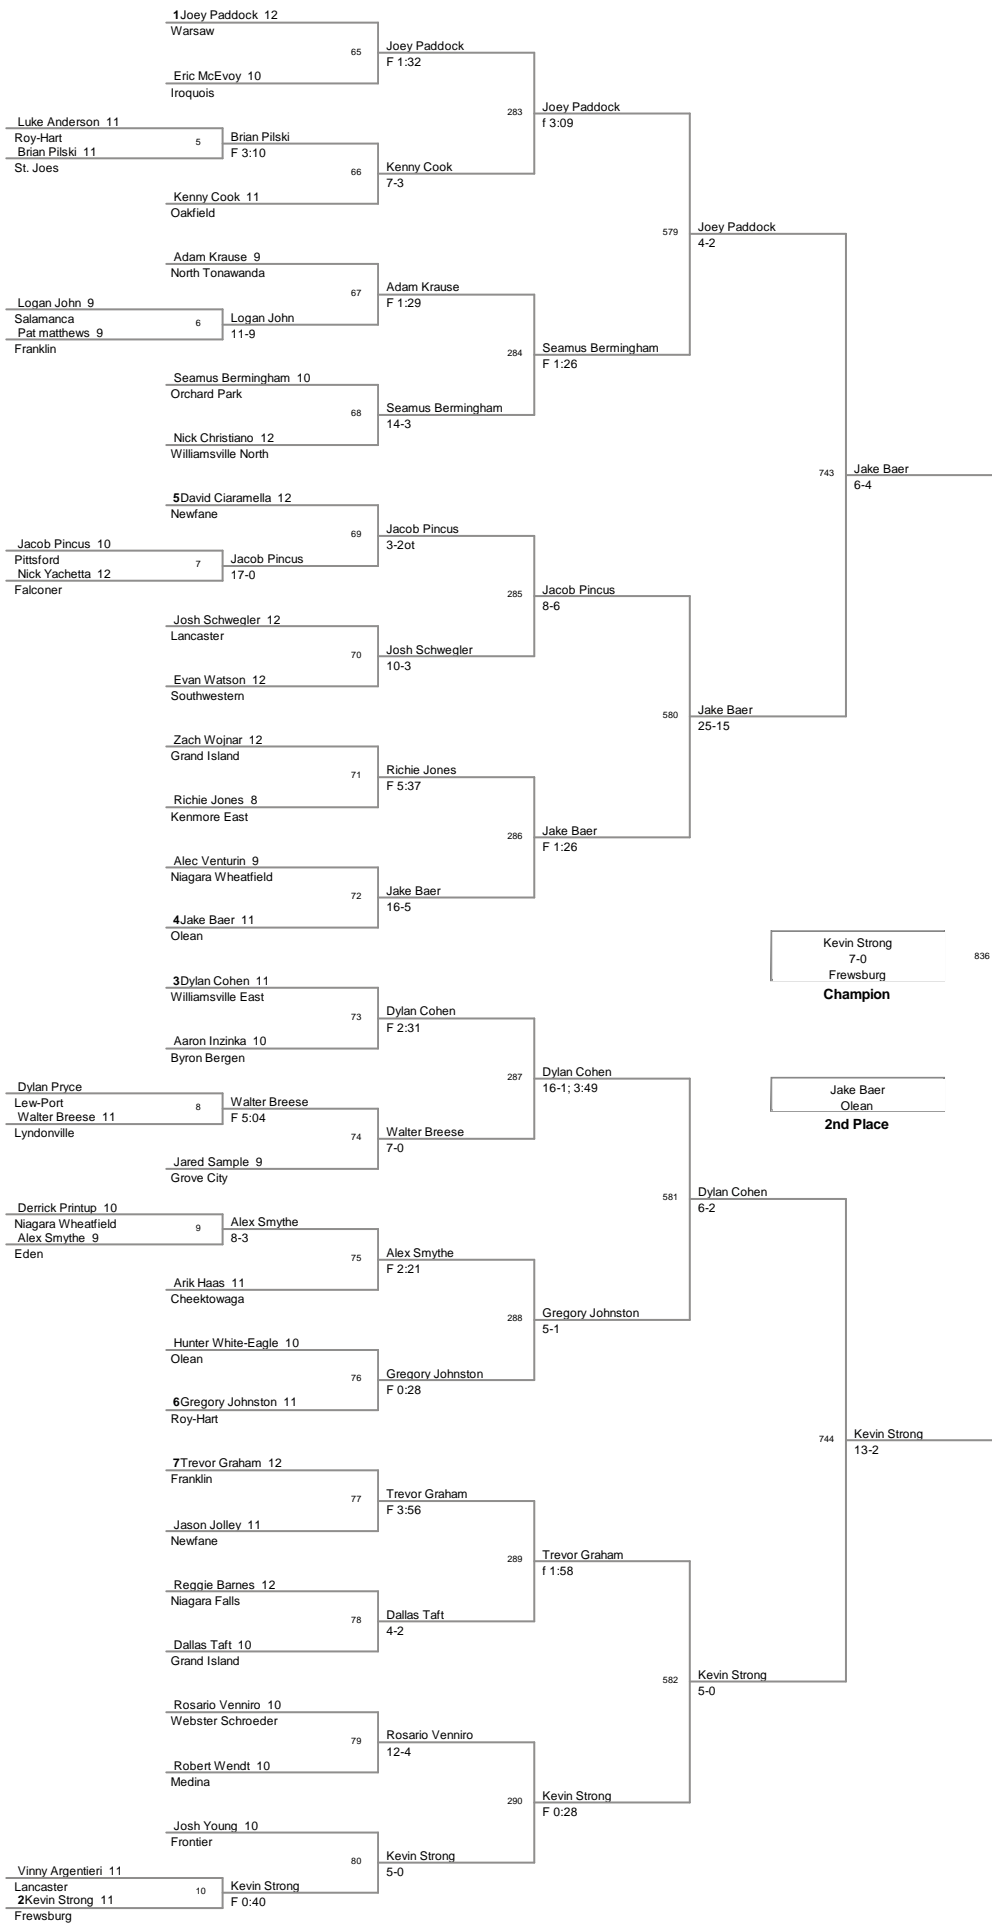 1Joey Paddock 12
Warsaw
65
Joey Paddock
F 1:32
Eric McEvoy 10
Iroquois
283
Joey Paddock
f 3:09
Luke Anderson 11
Roy-Hart
5
Brian Pilski
F 3:10
Brian Pilski 11
St. Joes
66
Kenny Cook
7-3
Kenny Cook 11
Oakfield
579
Joey Paddock
4-2
Adam Krause 9
North Tonawanda
67
Adam Krause
F 1:29
Logan John 9
Salamanca
6
Logan John
11-9
Pat matthews 9
Franklin
284
Seamus Bermingham
F 1:26
Seamus Bermingham 10
Orchard Park
68
Seamus Bermingham
14-3
Nick Christiano 12
Williamsville North
743
Jake Baer
6-4
5David Ciaramella 12
Newfane
69
Jacob Pincus
3-2ot
Jacob Pincus 10
Pittsford
7
Jacob Pincus
17-0
Nick Yachetta 12
Falconer
285
Jacob Pincus
8-6
Josh Schwegler 12
Lancaster
70
Josh Schwegler
10-3
Evan Watson 12
Southwestern
580
Jake Baer
25-15
Zach Wojnar 12
Grand Island
71
Richie Jones
F 5:37
Richie Jones 8
Kenmore East
286
Jake Baer
F 1:26
Alec Venturin 9
Niagara Wheatfield
72
Jake Baer
16-5
4Jake Baer 11
Olean
Kevin Strong
7-0
Frewsburg
836
Champion
3Dylan Cohen 11
Williamsville East
73
Dylan Cohen
F 2:31
Aaron Inzinka 10
Byron Bergen
287
Dylan Cohen
16-1; 3:49
Jake Baer
Olean
2nd Place
Dylan Pryce
Lew-Port
8
Walter Breese
F 5:04
Walter Breese 11
Lyndonville
74
Walter Breese
7-0
Jared Sample 9
Grove City
581
Dylan Cohen
6-2
Derrick Printup 10
Niagara Wheatfield
9
Alex Smythe
8-3
Alex Smythe 9
Eden
75
Alex Smythe
F 2:21
Arik Haas 11
Cheektowaga
288
Gregory Johnston
5-1
Hunter White-Eagle 10
Olean
76
Gregory Johnston
F 0:28
6Gregory Johnston 11
Roy-Hart
744
Kevin Strong
13-2
7Trevor Graham 12
Franklin
77
Trevor Graham
F 3:56
Jason Jolley 11
Newfane
289
Trevor Graham
f 1:58
Reggie Barnes 12
Niagara Falls
78
Dallas Taft
4-2
Dallas Taft 10
Grand Island
582
Kevin Strong
5-0
Rosario Venniro 10
Webster Schroeder
79
Rosario Venniro
12-4
Robert Wendt 10
Medina
290
Kevin Strong
F 0:28
Josh Young 10
Frontier
80
Kevin Strong
5-0
Vinny Argentieri 11
Lancaster
10
Kevin Strong
F 0:40
2Kevin Strong 11
Frewsburg